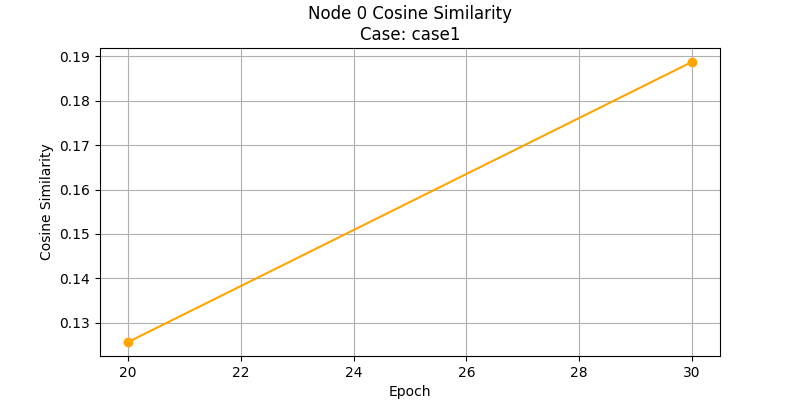 Node 0 Cosine Similarity
Case: case1
Cosine Similarity
0.19
0.18
0.17
0.16
0.15
0.14
0.13
20 22 24 26 28 30
Epoch